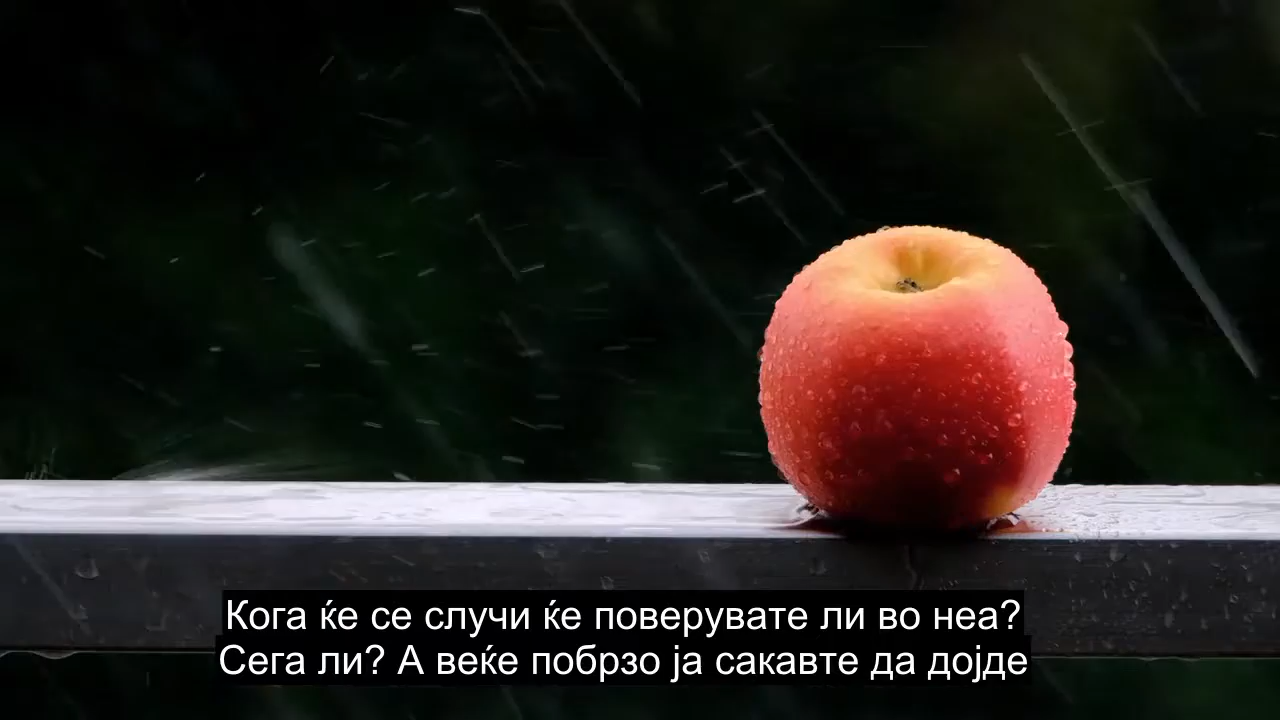 Кога ќе се случи ќе поверувате ли во неа?
Сега ли? А веќе побрзо ја сакавте да дојде